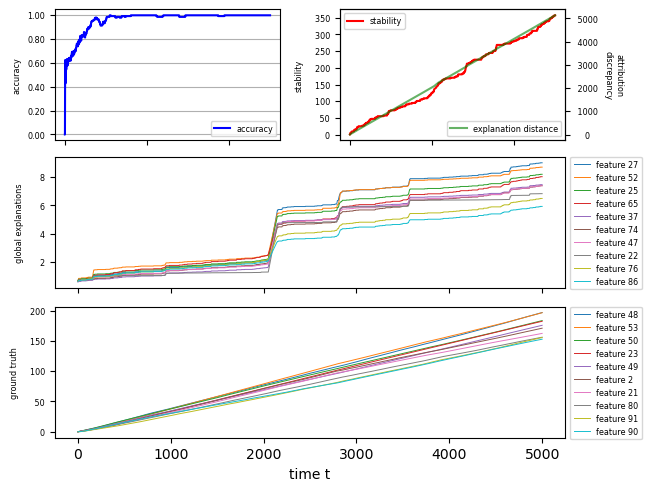 1.00
0.80
0.60
0.40
0.20
0.00
accuracy
accuracy
350
300
250
200
150
100
50
0
stability
stability
explanation distance
5000
4000
3000
2000
1000
0
attribution
discrepancy
8
6
4
2
global explanations
feature 27
feature 52
feature 25
feature 65
feature 37
feature 74
feature 47
feature 22
feature 76
feature 86
200
150
100
50
0
ground truth
feature 48
feature 53
feature 50
feature 23
feature 49
feature 2
feature 21
feature 80
feature 91
feature 90
0 1000 2000 3000 4000 5000
time t